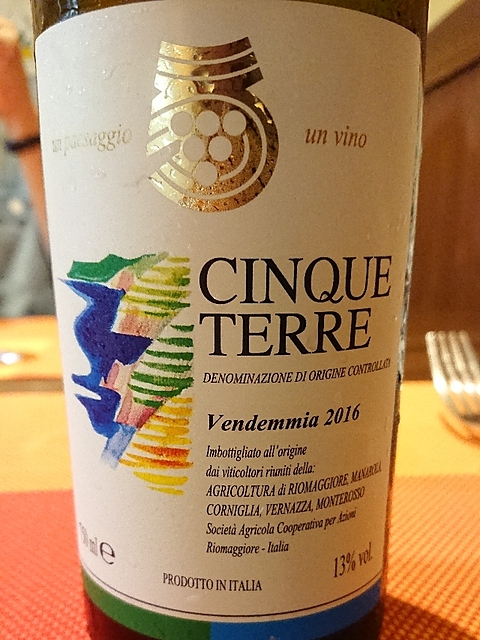 un paesaggio un vino
CINQUE
TERRE
DENOMINAZIONE DI ORIGINE CONTROLLATA
Vendemmia 2016
Imbottigliato all'origine
dai viticoltori riuniti della:
AGRICOLTURA di RIOMAGGIORE, MANAROLA,
CORNIGLIA, VERNAZZA, MONTEROSSO
Società Agricola Cooperativa per Azioni
Riomaggiore - Italia
ml e 13% vol.
PRODOTTO IN ITALIA